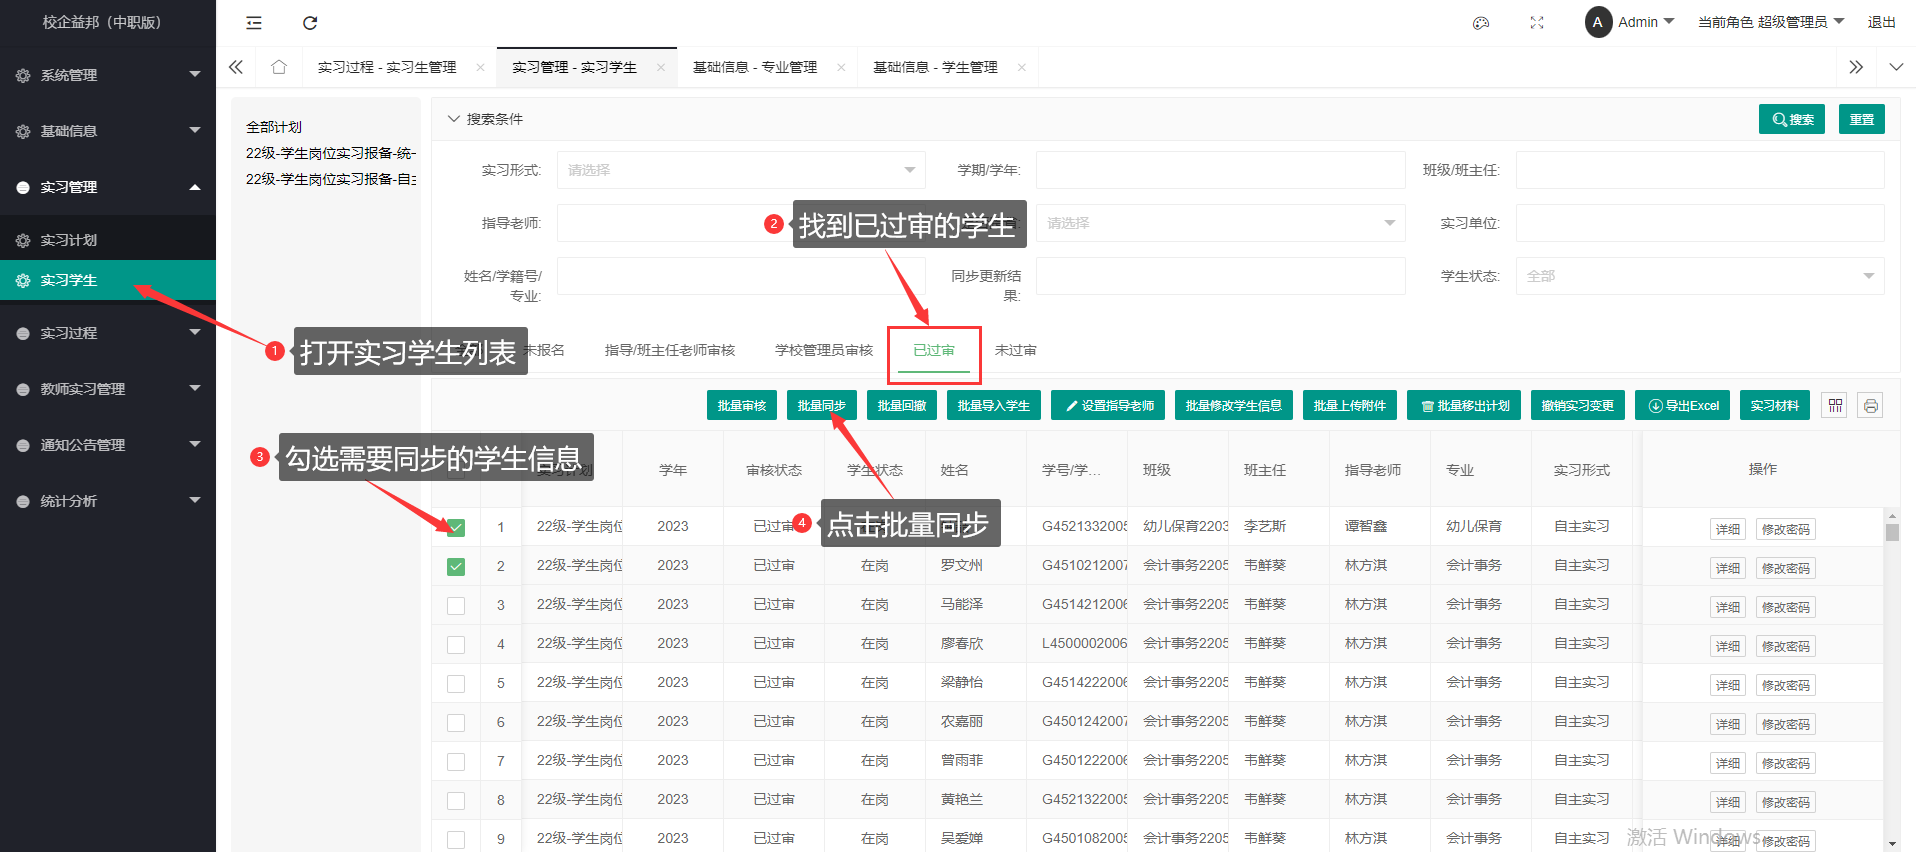 校企益邦（中职版）
Admin
当前角色 超级管理员
退出
系统管理
基础信息
实习管理
实习计划
实习学生
实习过程
教师实习管理
通知公告管理
统计分析
实习过程 - 实习生管理
实习管理 - 实习学生
基础信息 - 专业管理
基础信息 - 学生管理
全部计划
22级-学生岗位实习报备-统一
22级-学生岗位实习报备-自主
搜索条件
搜索
重置
实习形式: 请选择
学期/学年:
班级/班主任:
指导老师:
请选择
实习单位:
姓名/学籍号/专业:
同步更新结果:
学生状态: 全部
2 找到已过审的学生
1 打开实习学生列表
未报名
指导/班主任老师审核
学校管理员审核
已过审
未过审
批量审核
批量同步
批量回撤
批量导入学生
设置指导老师
批量修改学生信息
批量上传附件
批量移出计划
撤销实习变更
导出Excel
实习材料
3 勾选需要同步的学生信息
4 点击批量同步
学年 审核状态 学生状态 姓名 学号/学... 班级 班主任 指导老师 专业 实习形式 操作
1 22级-学生岗位 2023 已过审 G4521332005 幼儿保育2203 李艺斯 谭智鑫 幼儿保育 自主实习 详细 修改密码
2 22级-学生岗位 2023 已过审 在岗 罗文州 G4510212007 会计事务2205 韦鲜葵 林方淇 会计事务 自主实习 详细 修改密码
3 22级-学生岗位 2023 已过审 在岗 马能泽 G4514212006 会计事务2205 韦鲜葵 林方淇 会计事务 自主实习 详细 修改密码
4 22级-学生岗位 2023 已过审 在岗 廖春欣 L4500002006 会计事务2205 韦鲜葵 林方淇 会计事务 自主实习 详细 修改密码
5 22级-学生岗位 2023 已过审 在岗 梁静怡 G4514222006 会计事务2205 韦鲜葵 林方淇 会计事务 自主实习 详细 修改密码
6 22级-学生岗位 2023 已过审 在岗 农嘉丽 G4501242007 会计事务2205 韦鲜葵 林方淇 会计事务 自主实习 详细 修改密码
7 22级-学生岗位 2023 已过审 在岗 曾雨菲 G4501222006 会计事务2205 韦鲜葵 林方淇 会计事务 自主实习 详细 修改密码
8 22级-学生岗位 2023 已过审 在岗 黄艳兰 G4521322005 会计事务2205 韦鲜葵 林方淇 会计事务 自主实习 详细 修改密码
9 22级-学生岗位 2023 已过审 在岗 吴爱婵 G4501082005 会计事务2205 韦鲜葵 林方淇 会计事务 自主实习 详细 修改密码
激活 Windows